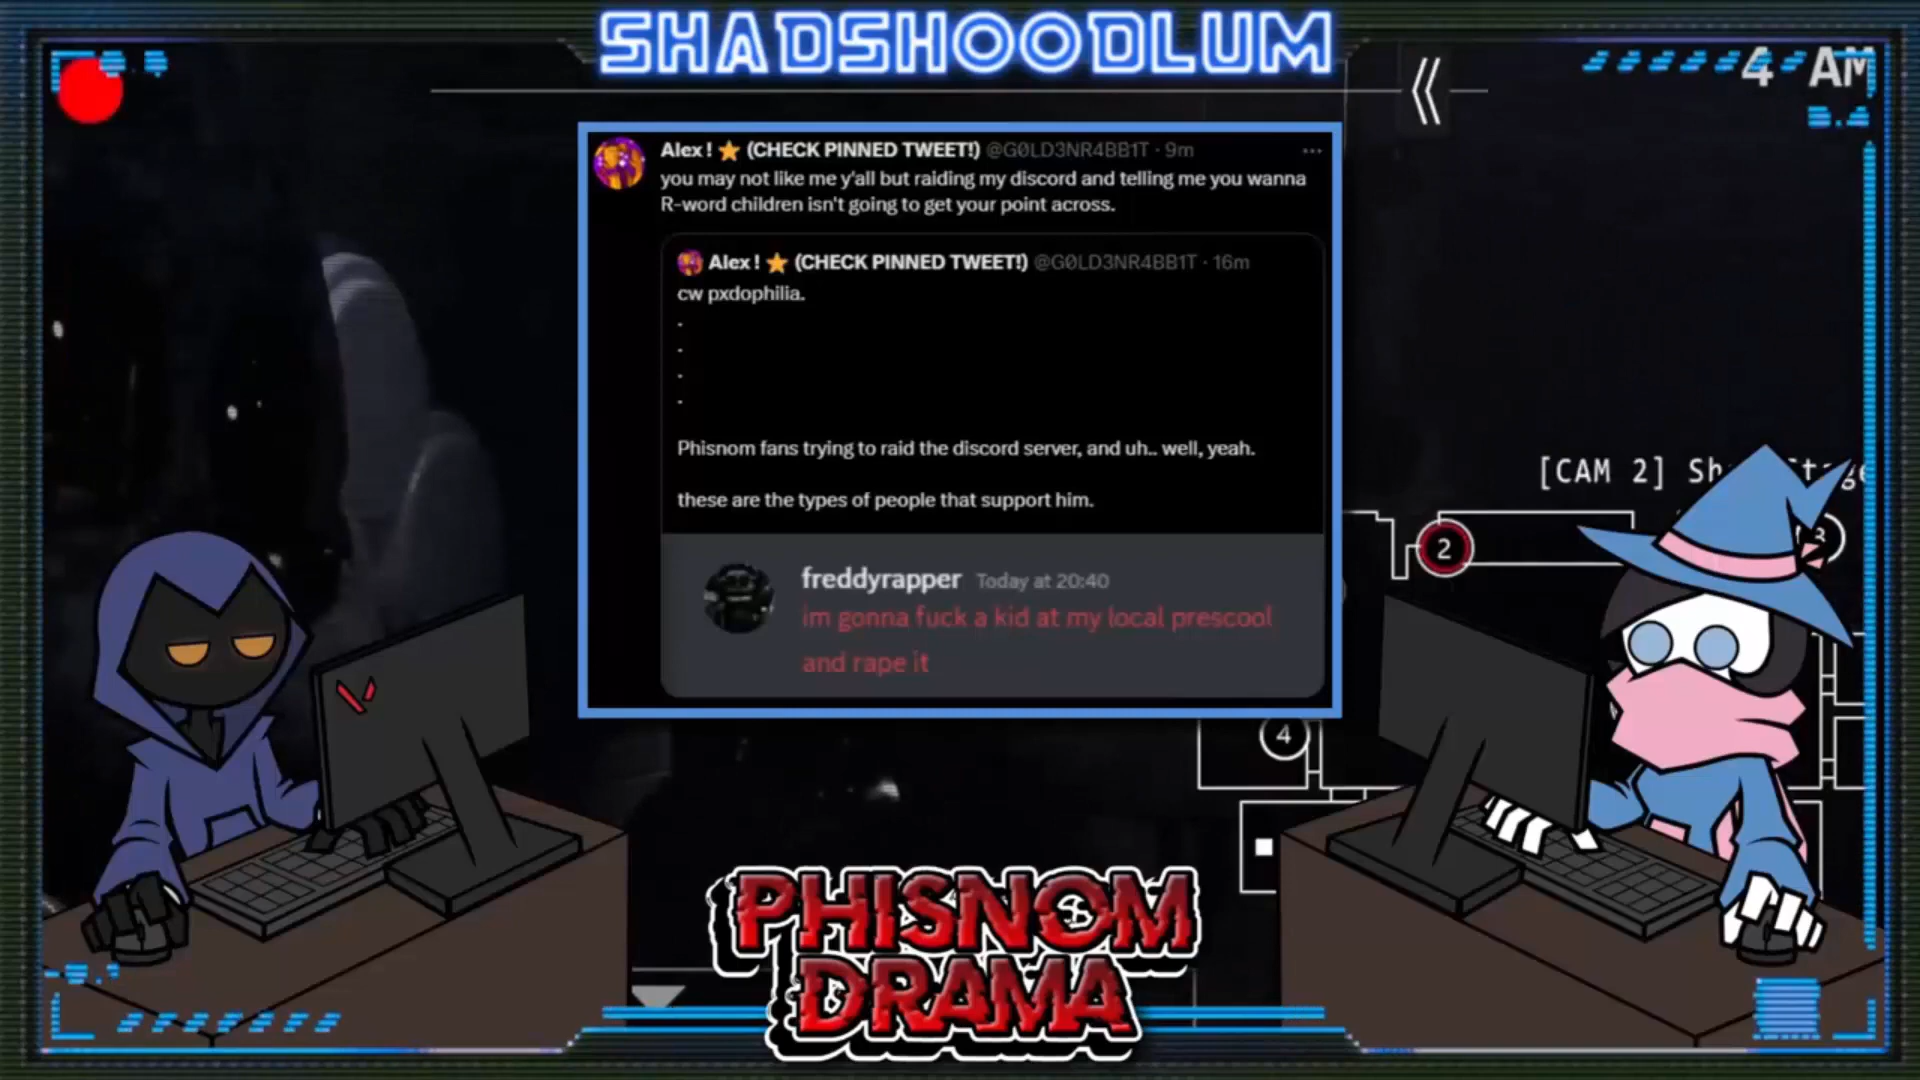 SHADSHOODLUM
4 AM
Alex ! ⭐ (CHECK PINNED TWEET!) @G0LD3NR4BB1T · 9m
you may not like me y'all but raiding my discord and telling me you wanna
R-word children isn't going to get your point across.
Alex ! ⭐ (CHECK PINNED TWEET!) @G0LD3NR4BB1T · 16m
cw pxdophilia.
.
.
.
.
Phisnom fans trying to raid the discord server, and uh.. well, yeah.
these are the types of people that support him.
freddyrapper Today at 20:40
im gonna fuck a kid at my local prescool
and rape it
[CAM 2]
2
4
PHISNOM
DRAMA